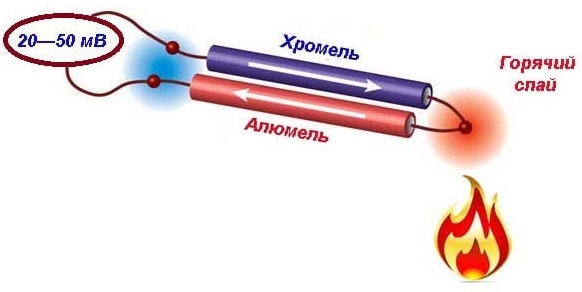 20—50 мВ
Хромель
Горячий
спай
Алюмель